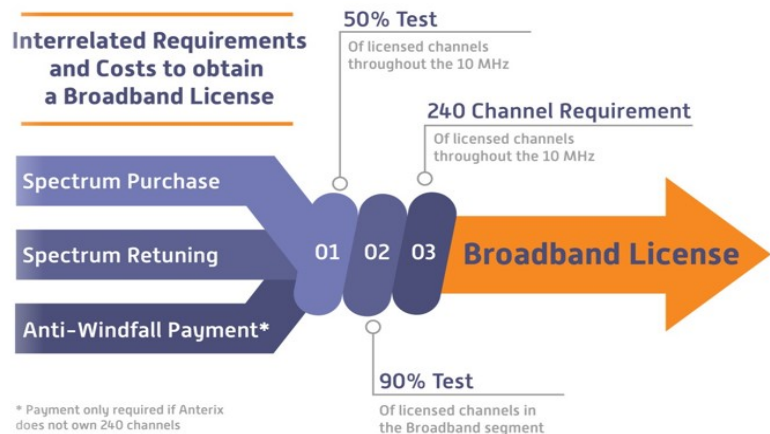 Interrelated Requirements
and Costs to obtain
a Broadband License
50% Test
Of licensed channels
throughout the 10 MHz
240 Channel Requirement
Of licensed channels
throughout the 10 MHz
Spectrum Purchase
Spectrum Retuning
Anti-Windfall Payment*
01
02
03
Broadband License
90% Test
Of licensed channels in
the Broadband segment
* Payment only required if Anterix
does not own 240 channels